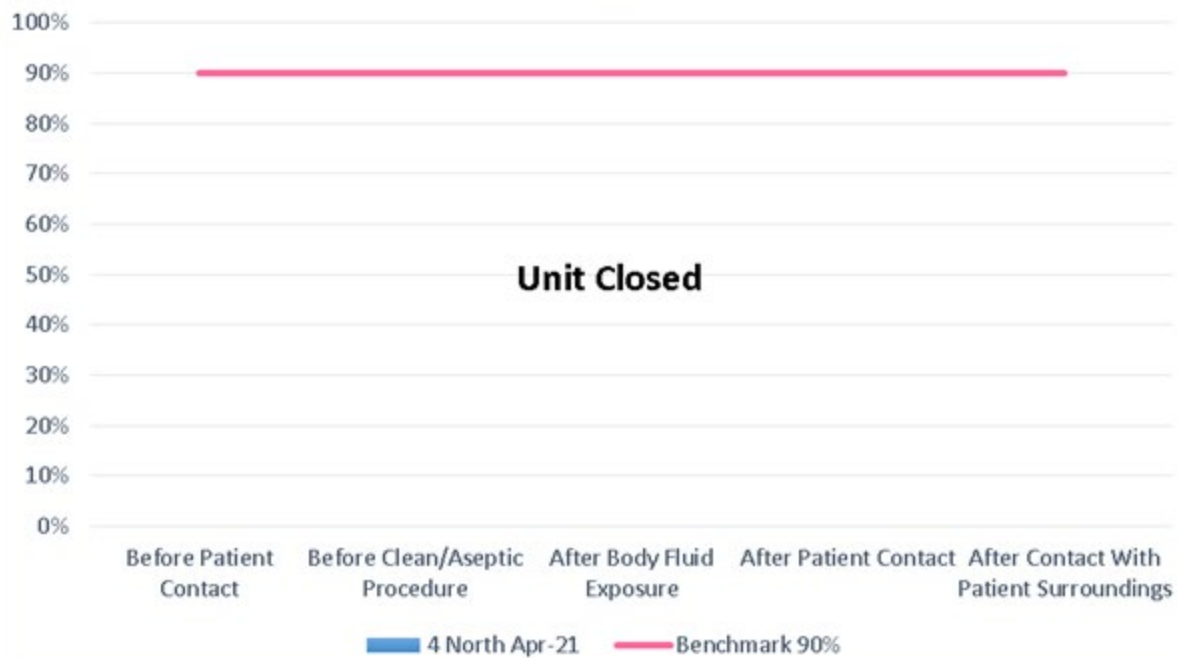 100%
90%
80%
70%
60%
50%
40%
30%
20%
10%
0%
Unit Closed
Before Patient
Contact
Before Clean/Aseptic
Procedure
After Body Fluid
Exposure
After Patient Contact
After Contact With
Patient Surroundings
4 North Apr-21
Benchmark 90%